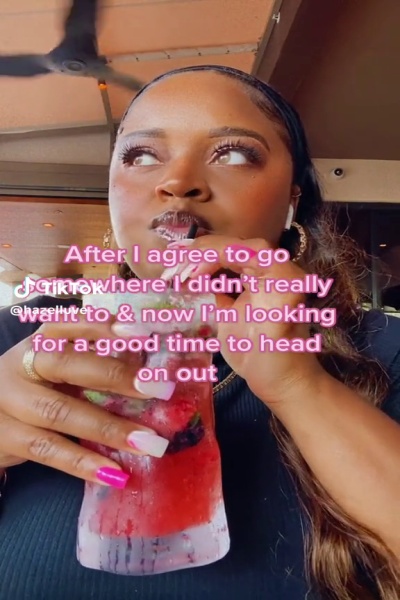 After I agree to go
somewhere I didn't really
TikTok
@hazelluve
want to & now I'm looking
for a good time to head
on out